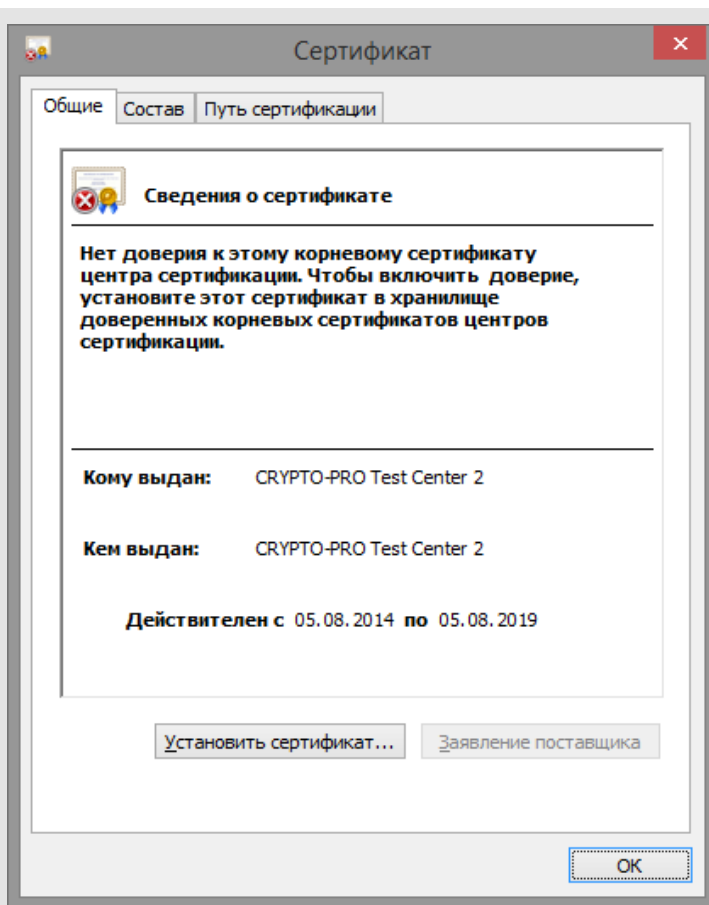 Сертификат
Общие Состав Путь сертификации
Сведения о сертификате
Нет доверия к этому корневому сертификату
центра сертификации. Чтобы включить доверие,
установите этот сертификат в хранилище
доверенных корневых сертификатов центров
сертификации.
Кому выдан: CRYPTO-PRO Test Center 2
Кем выдан: CRYPTO-PRO Test Center 2
Действителен с 05.08.2014 по 05.08.2019
Установить сертификат... Заявление поставщика
ОК